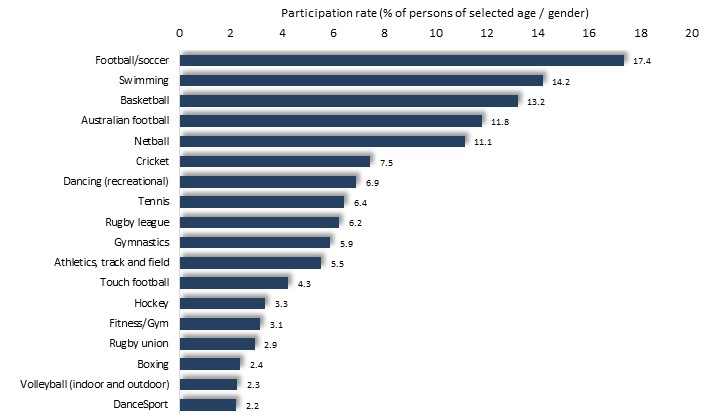 Participation rate (% of persons of selected age / gender)
0 2 4 6 8 10 12 14 16 18 20
Football/soccer 17.4
Swimming 14.2
Basketball 13.2
Australian football 11.8
Netball 11.1
Cricket 7.5
Dancing (recreational) 6.9
Tennis 6.4
Rugby league 6.2
Gymnastics 5.9
Athletics, track and field 5.5
Touch football 4.3
Hockey 3.3
Fitness/Gym 3.1
Rugby union 2.9
Boxing 2.4
Volleyball (indoor and outdoor) 2.3
DanceSport 2.2